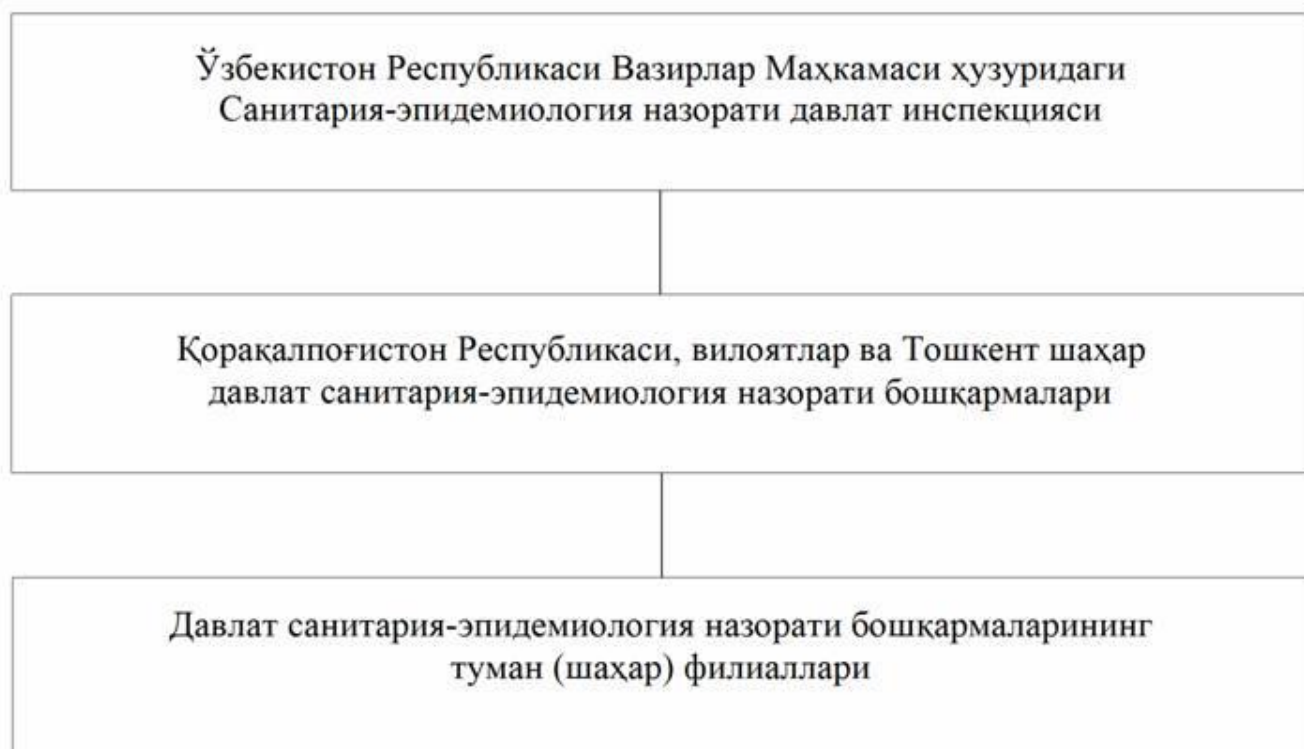 Ўзбекистон Республикаси Вазирлар Маҳкамаси ҳузуридаги
Санитария-эпидемиология назорати давлат инспекцияси
Қорақалпоғистон Республикаси, вилоятлар ва Тошкент шаҳар
давлат санитария-эпидемиология назорати бошқармалари
Давлат санитария-эпидемиология назорати бошқармаларининг
туман (шаҳар) филиаллари